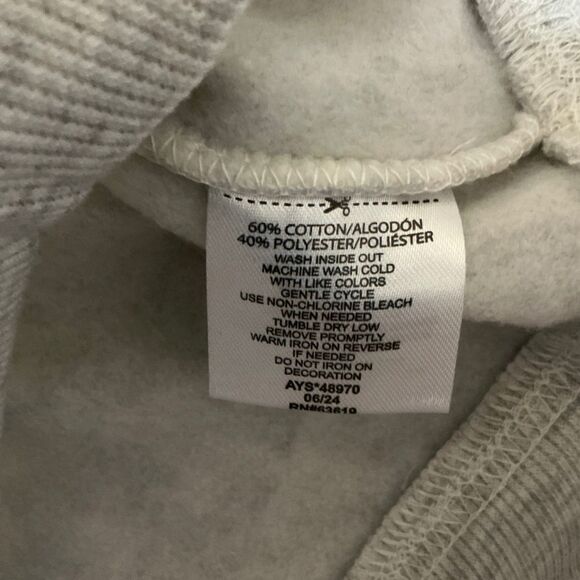 60% COTTON/ALGODÓN
40% POLYESTER/POLIÉSTER
WASH INSIDE OUT
MACHINE WASH COLD
WITH LIKE COLORS
GENTLE CYCLE
USE NON-CHLORINE BLEACH
WHEN NEEDED
TUMBLE DRY LOW
REMOVE PROMPTLY
WARM IRON ON REVERSE
IF NEEDED
DO NOT IRON ON
DECORATION
AYS*48970
06/24
RN#63619